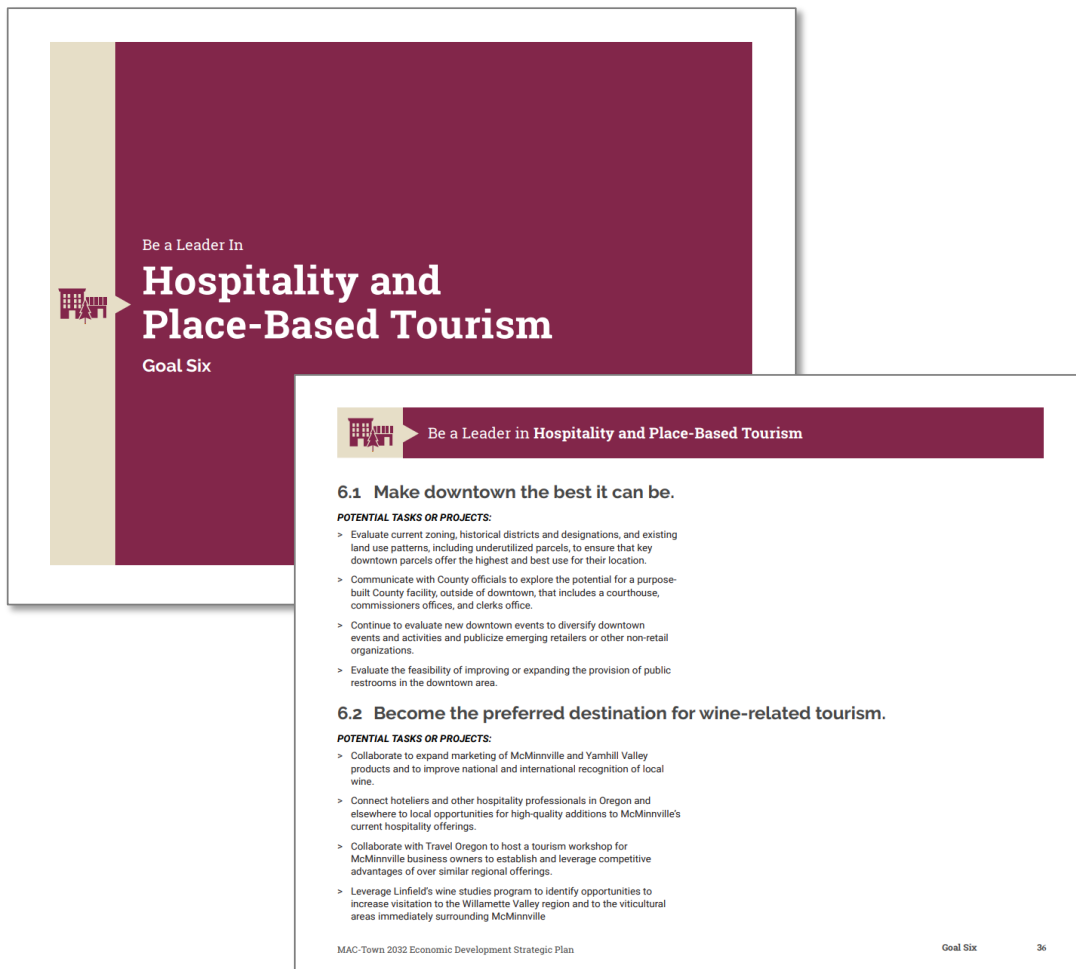 Be a Leader In
Hospitality and
Place-Based Tourism
Goal Six
Be a Leader in Hospitality and Place-Based Tourism
6.1 Make downtown the best it can be.
POTENTIAL TASKS OR PROJECTS:
> Evaluate current zoning, historical districts and designations, and existing
land use patterns, including underutilized parcels, to ensure that key
downtown parcels offer the highest and best use for their location.
> Communicate with County officials to explore the potential for a purpose-
built County facility, outside of downtown, that includes a courthouse,
commissioners offices, and clerks office.
> Continue to evaluate new downtown events to diversify downtown
events and activities and publicize emerging retailers or other non-retail
organizations.
> Evaluate the feasibility of improving or expanding the provision of public
restrooms in the downtown area.
6.2 Become the preferred destination for wine-related tourism.
POTENTIAL TASKS OR PROJECTS:
> Collaborate to expand marketing of McMinnville and Yamhill Valley
products and to improve national and international recognition of local
wine.
> Connect hoteliers and other hospitality professionals in Oregon and
elsewhere to local opportunities for high-quality additions to McMinnville's
current hospitality offerings.
> Collaborate with Travel Oregon to host a tourism workshop for
McMinnville business owners to establish and leverage competitive
advantages of over similar regional offerings.
> Leverage Linfield's wine studies program to identify opportunities to
increase visitation to the Willamette Valley region and to the viticultural
areas immediately surrounding McMinnville
MAC-Town 2032 Economic Development Strategic Plan
Goal Six 36